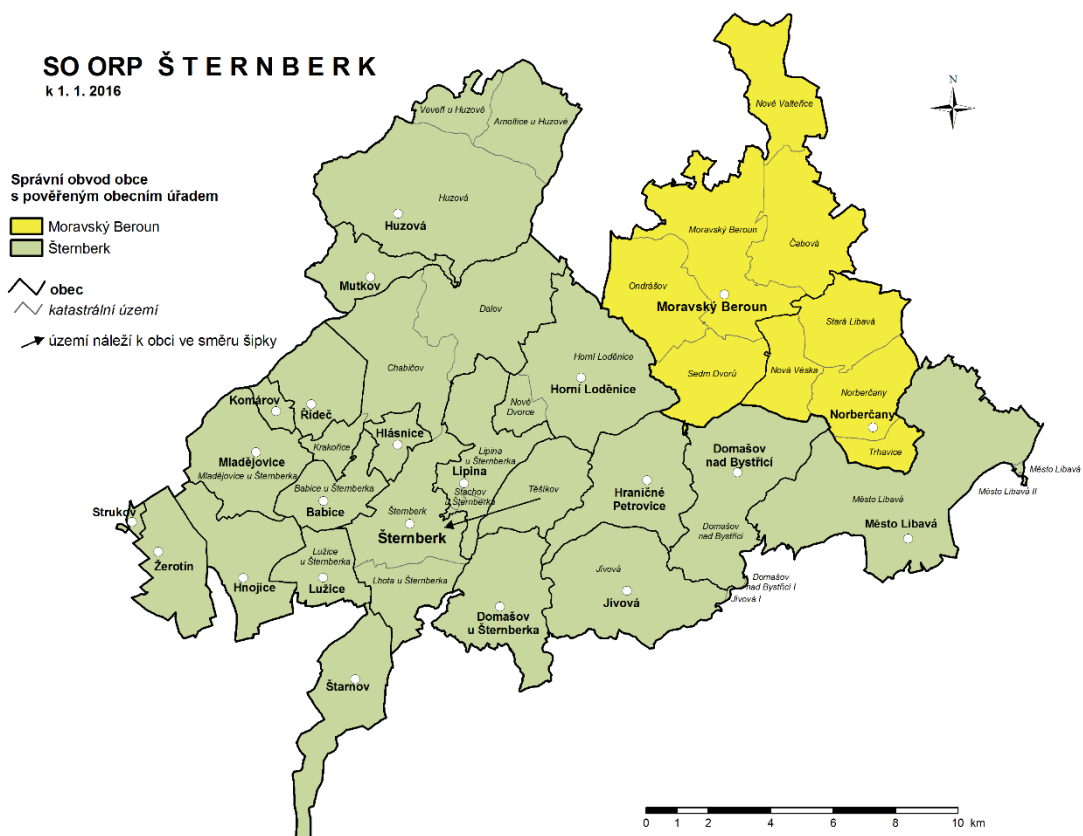 SO ORP ŠTERNBERK
k 1. 1. 2016
Správní obvod obce
s pověřeným obecním úřadem
Moravský Beroun
Šternberk
obec
katastrální území
území náleží k obci ve směru šipky
N
Nové Valteřice
Veveří u Huzové
Arnoltice u Huzové
Huzová
Huzová
Moravský Beroun
Čabová
Mutkov
Ondrášov
Moravský Beroun
Dalov
Stará Libavá
Horní Loděnice
Chabičov
Sedm Dvorů
Nová Véska
Horní Loděnice
Norberčany
Komárov
Nové
Dvorce
Řídeč
Norberčany
Hlásnice
Krakořice
Lipina
u Šternberka
Trhavice
Mladějovice
Domašov
nad Bystřicí
Lipina
Mladějovice u Šternberka
Město Libavá
Těšíkov
Město Libavá II
Babice u Šternberka
Stachov
u Šternberka
Hraničné
Petrovice
Město Libavá
Babice
Strukov
Šternberk
Domašov
nad Bystřicí
Město Libavá
Šternberk
Lužice
u Šternberka
Žerotín
Jívová
Lhota u Šternberka
Domašov
nad Bystřicí I
Hnojice
Lužice
Jívová I
Jívová
Domašov
u Šternberka
Štarnov
0 1 2 4 6 8 10 km